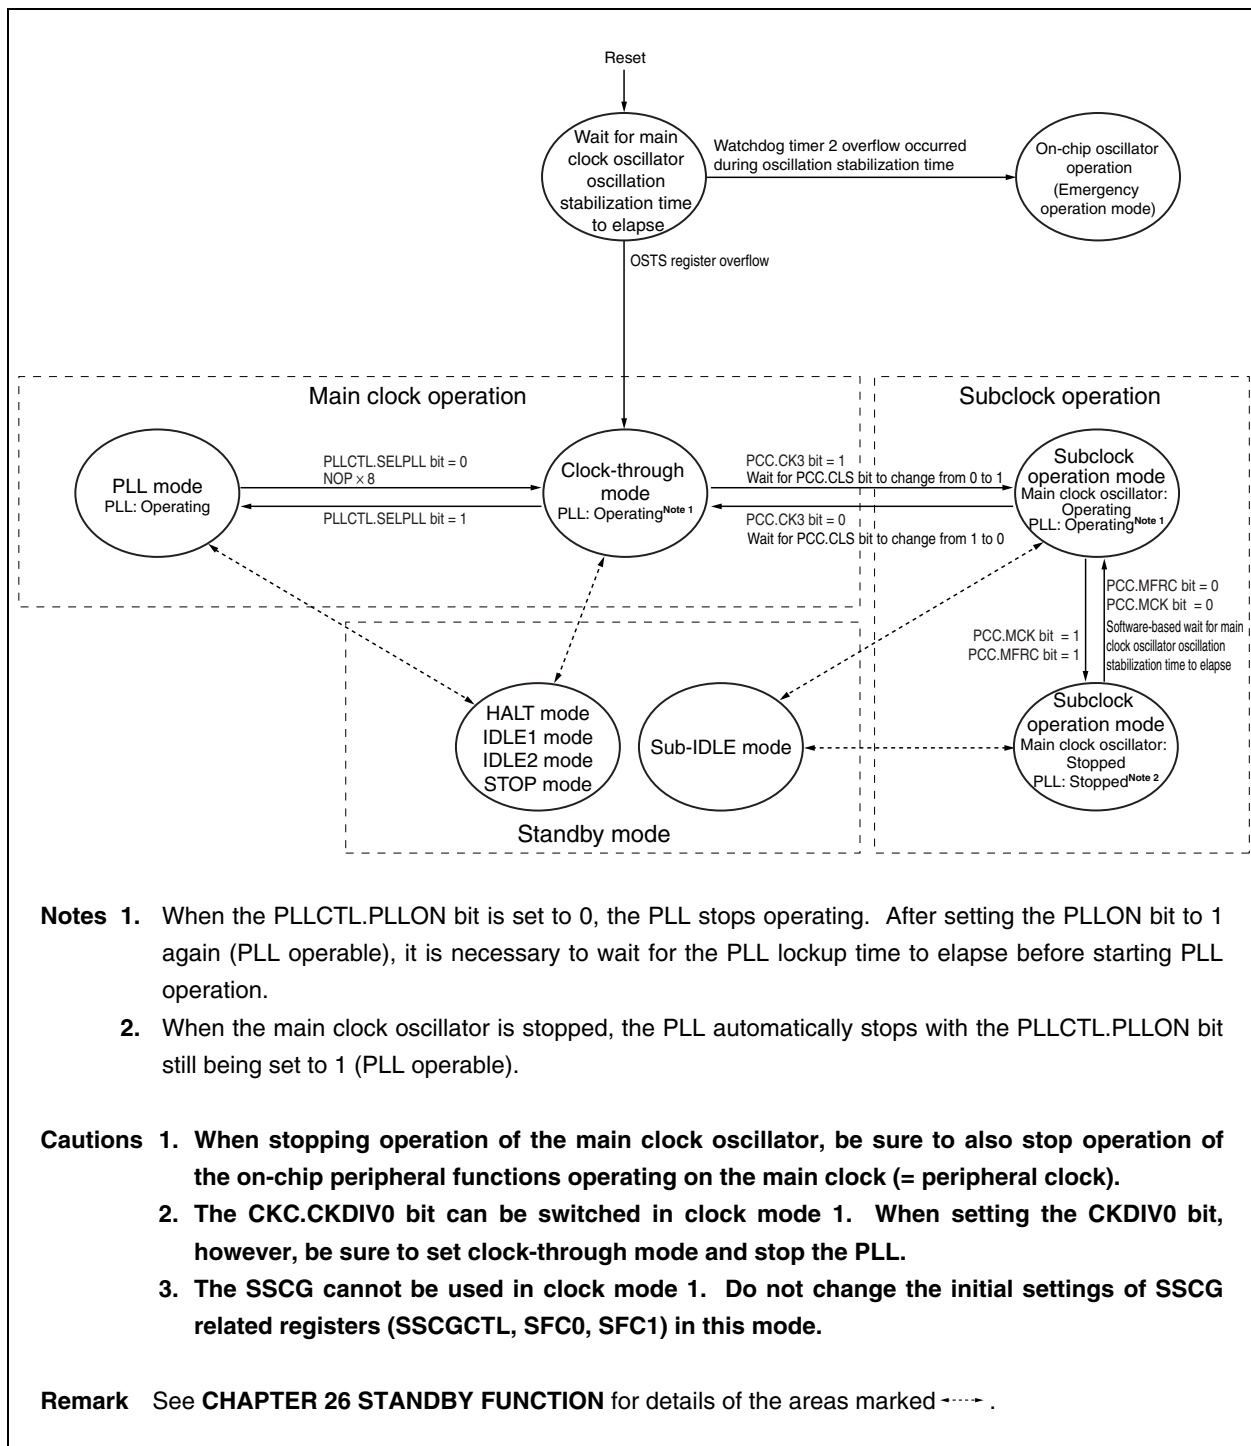 Reset
Wait for main
clock oscillator
oscillation
stabilization time
to elapse
Watchdog timer 2 overflow occurred
during oscillation stabilization time
On-chip oscillator
operation
(Emergency
operation mode)
OSTS register overflow
Main clock operation
Subclock operation
PLL mode
PLL: Operating
PLLCTL.SELPLL bit = 0
NOP × 8
PLLCTL.SELPLL bit = 1
Clock-through
mode
PLL: Operating Note 1
PCC.CK3 bit = 1
Wait for PCC.CLS bit to change from 0 to 1
PCC.CK3 bit = 0
Wait for PCC.CLS bit to change from 1 to 0
Subclock
operation mode
Main clock oscillator:
Operating
PLL: Operating Note 1
PCC.MCK bit = 1
PCC.MFRC bit = 1
PCC.MFRC bit = 0
PCC.MCK bit = 0
Software-based wait for main
clock oscillator oscillation
stabilization time to elapse
HALT mode
IDLE1 mode
IDLE2 mode
STOP mode
Sub-IDLE mode
Subclock
operation mode
Main clock oscillator:
Stopped
PLL: Stopped Note 2
Standby mode
Notes 1. When the PLLCTL.PLLON bit is set to 0, the PLL stops operating. After setting the PLLON bit to 1
again (PLL operable), it is necessary to wait for the PLL lockup time to elapse before starting PLL
operation.
2. When the main clock oscillator is stopped, the PLL automatically stops with the PLLCTL.PLLON bit
still being set to 1 (PLL operable).
Cautions 1. When stopping operation of the main clock oscillator, be sure to also stop operation of
the on-chip peripheral functions operating on the main clock (= peripheral clock).
2. The CKC.CKDIV0 bit can be switched in clock mode 1. When setting the CKDIV0 bit,
however, be sure to set clock-through mode and stop the PLL.
3. The SSCG cannot be used in clock mode 1. Do not change the initial settings of SSCG
related registers (SSCGCTL, SFC0, SFC1) in this mode.
Remark See CHAPTER 26 STANDBY FUNCTION for details of the areas marked .